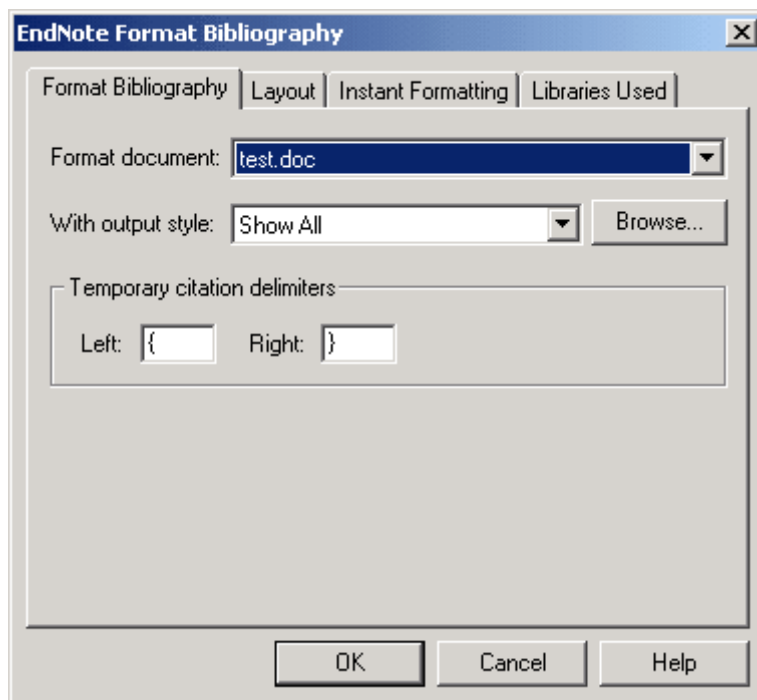 EndNote Format Bibliography
Format Bibliography Layout Instant Formatting Libraries Used
Format document: test.doc
With output style: Show All Browse...
Temporary citation delimiters
Left: { Right: }
OK Cancel Help